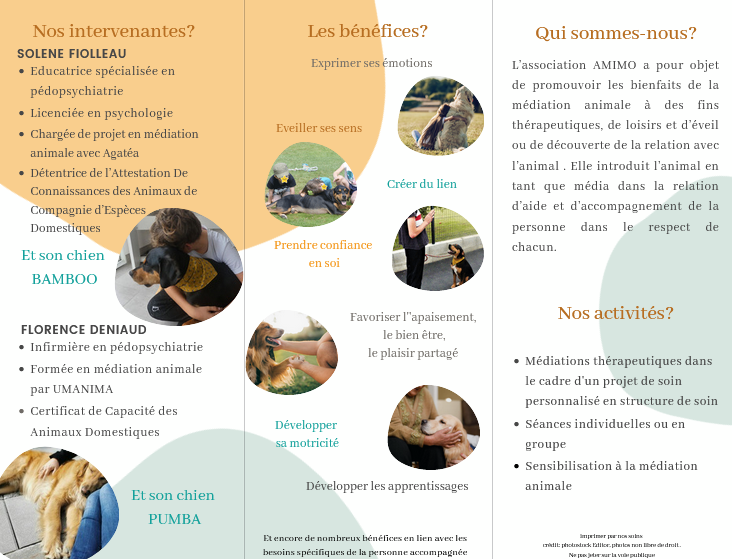 Nos intervenantes?
SOLENE FIOLLEAU
• Educatrice spécialisée en
pédopsychiatrie
• Licenciée en psychologie
• Chargée de projet en médiation
animale avec Agatéa
• Détentrice de l'Attestation De
Connaissances des Animaux de
Compagnie d'Espèces
Domestiques
Et son chien
BAMBOO
FLORENCE DENIAUD
• Infirmière en pédopsychiatrie
• Formée en médiation animale
par UMANIMA
• Certificat de Capacité des
Animaux Domestiques
Et son chien
PUMBA
Les bénéfices?
Exprimer ses émotions
Eveiller ses sens
Créer du lien
Prendre confiance
en soi
Favoriser l''apaisement,
le bien être,
le plaisir partagé
Développer
sa motricité
Développer les apprentissages
Et encore de nombreux bénéfices en lien avec les
besoins spécifiques de la personne accompagnée
Qui sommes-nous?
L'association AMIMO a pour objet
de promouvoir les bienfaits de la
médiation animale à des fins
thérapeutiques, de loisirs et d'éveil
ou de découverte de la relation avec
l'animal . Elle introduit l'animal en
tant que média dans la relation
d'aide et d'accompagnement de la
personne dans le respect de
chacun.
Nos activités?
• Médiations thérapeutiques dans
le cadre d'un projet de soin
personnalisé en structure de soin
• Séances individuelles ou en
groupe
• Sensibilisation à la médiation
animale
Imprimer par nos soins
crédit: photostock Editor, photos non libre de droit.
Ne pas jeter sur la voie publique